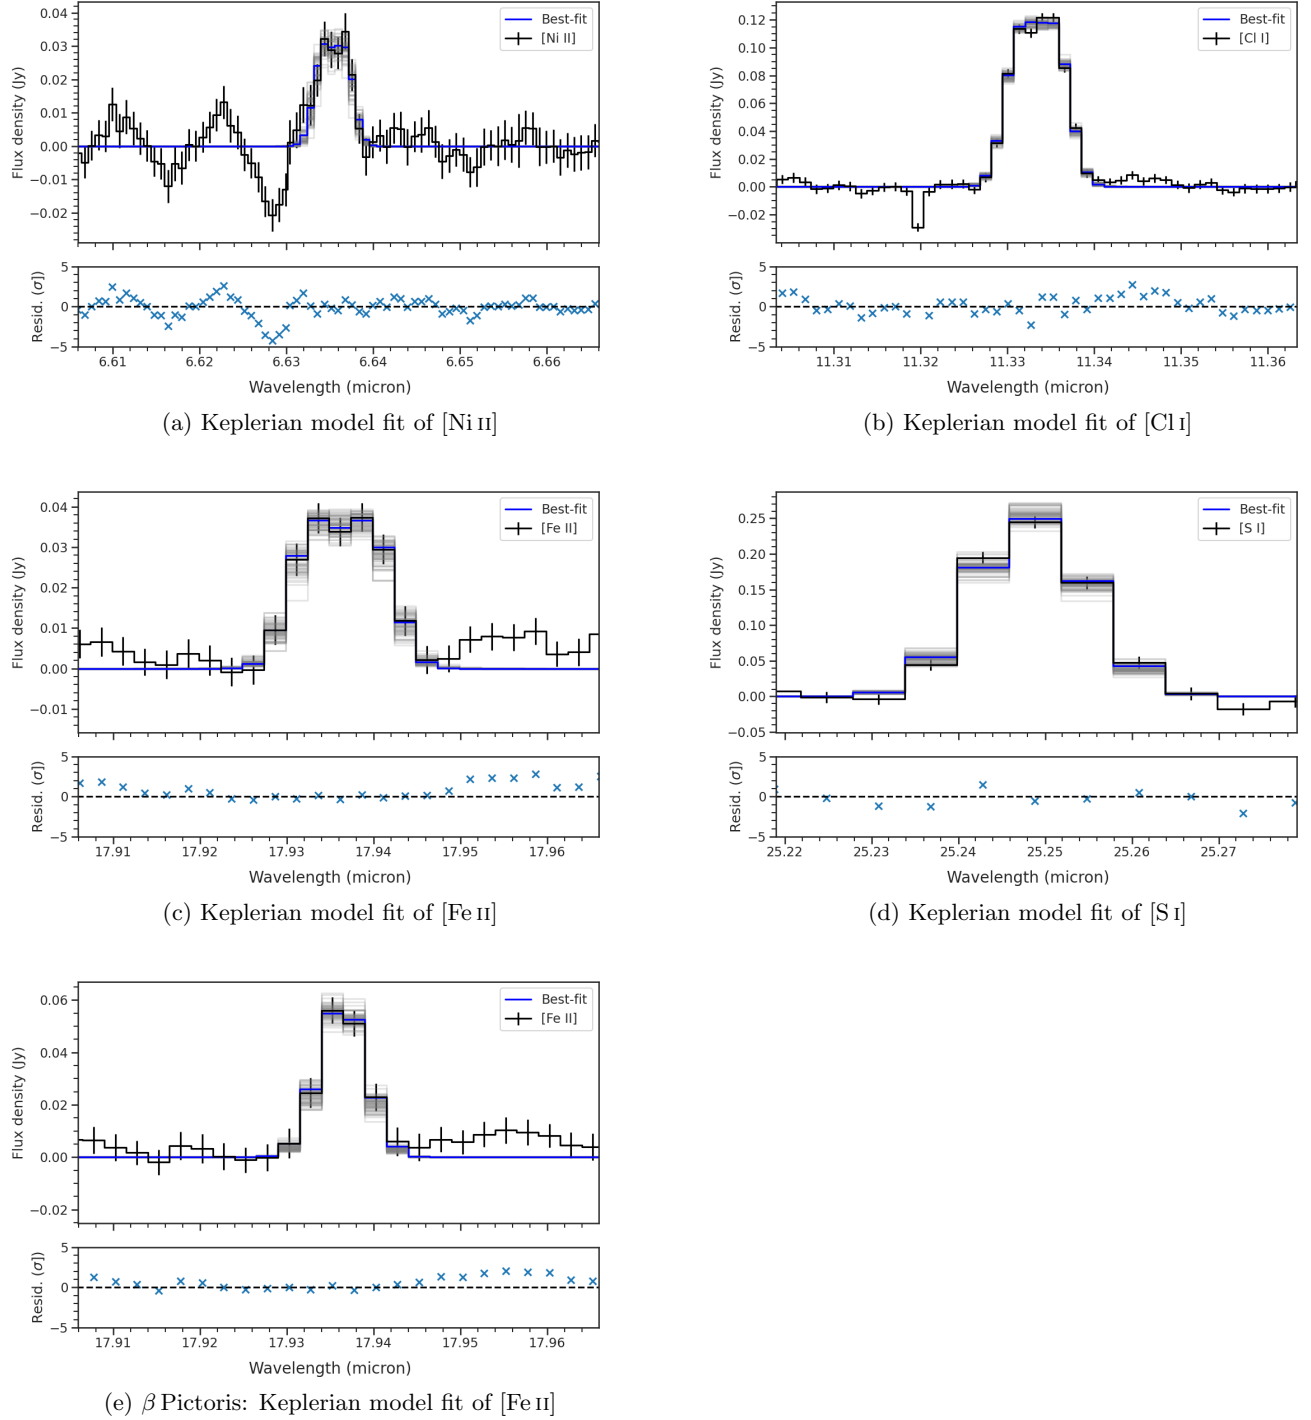 0.04
0.03
0.02
0.01
0.00
−0.01
−0.02
Flux density (Jy)
Best-fit
[Ni II]
5
0
−5
Resid. (σ])
6.61 6.62 6.63 6.64 6.65 6.66
Wavelength (micron)
(a) Keplerian model fit of [Ni II]
0.12
0.10
0.08
0.06
0.04
0.02
0.00
−0.02
Flux density (Jy)
Best-fit
[Cl I]
5
0
−5
Resid. (σ])
11.31 11.32 11.33 11.34 11.35 11.36
Wavelength (micron)
(b) Keplerian model fit of [Cl I]
0.04
0.03
0.02
0.01
0.00
−0.01
Flux density (Jy)
Best-fit
[Fe II]
5
0
−5
Resid. (σ])
17.91 17.92 17.93 17.94 17.95 17.96
Wavelength (micron)
(c) Keplerian model fit of [Fe II]
0.25
0.20
0.15
0.10
0.05
0.00
−0.05
Flux density (Jy)
Best-fit
[S I]
5
0
−5
Resid. (σ])
25.22 25.23 25.24 25.25 25.26 25.27
Wavelength (micron)
(d) Keplerian model fit of [S I]
0.06
0.04
0.02
0.00
−0.02
Flux density (Jy)
Best-fit
[Fe II]
5
0
−5
Resid. (σ])
17.91 17.92 17.93 17.94 17.95 17.96
Wavelength (micron)
(e) β Pictoris: Keplerian model fit of [Fe II]